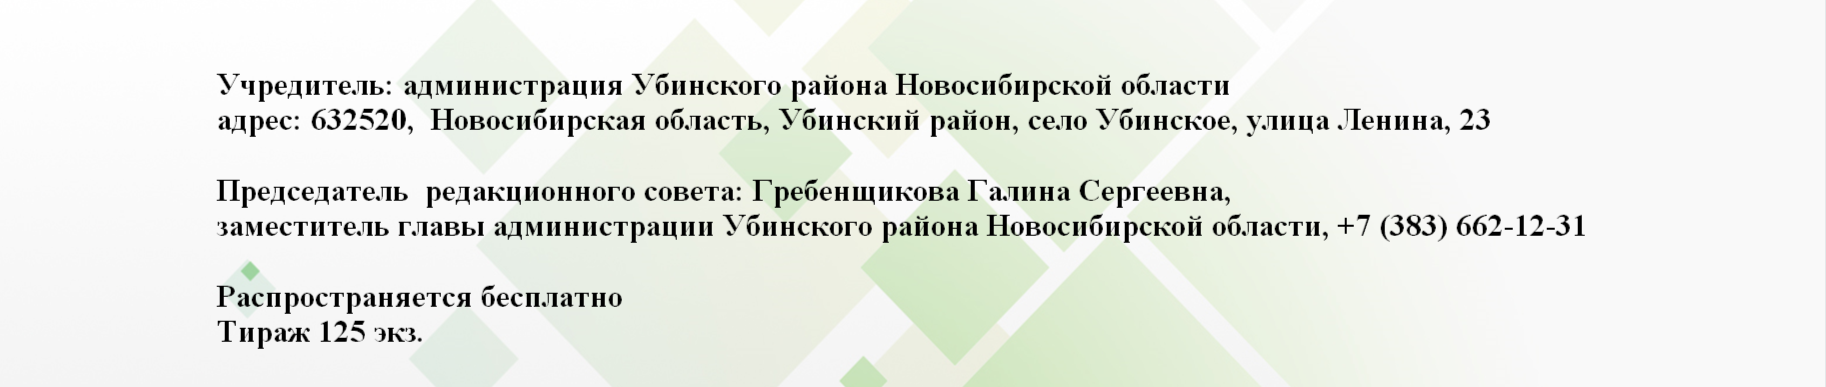 Учредитель: администрация Убинского района Новосибирской области
адрес: 632520,  Новосибирская область, Убинский район, село Убинское, улица Ленина, 23
Председатель  редакционного совета: Гребенщикова Галина Сергеевна,
заместитель главы администрации Убинского района Новосибирской области, +7 (383) 662-12-31
Распространяется бесплатно
Тираж 125 экз.